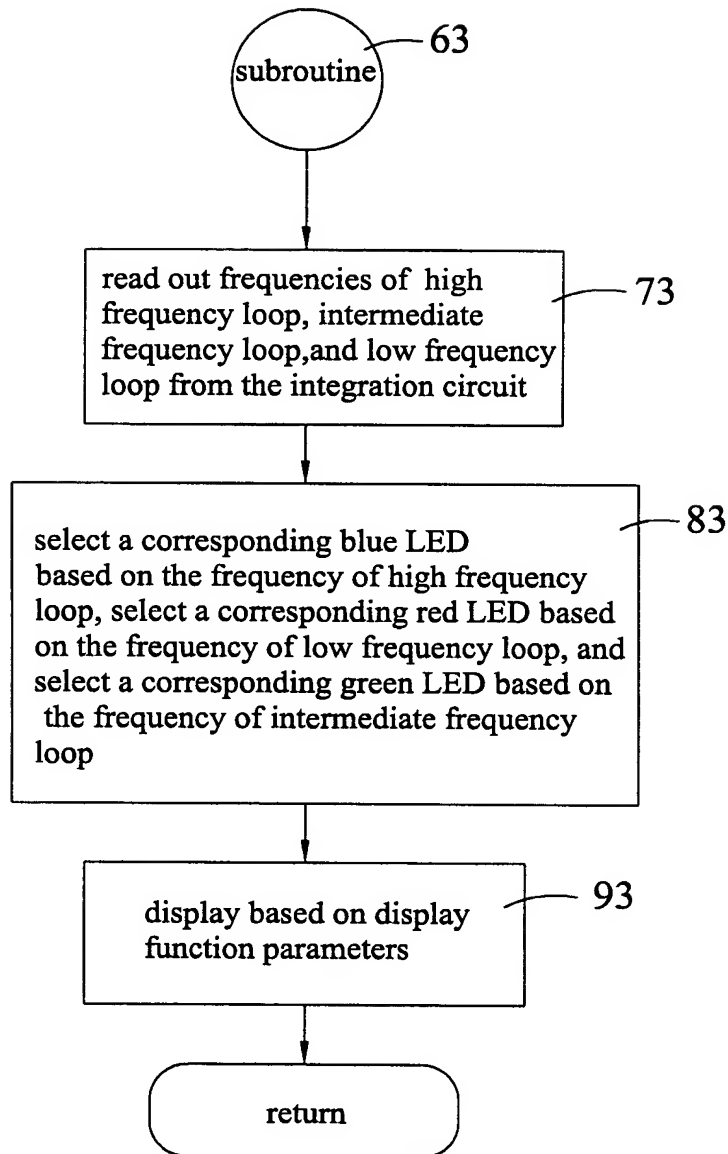 subroutine
63
read out frequencies of high
frequency loop, intermediate
frequency loop,and low frequency
loop from the integration circuit
73
select a corresponding blue LED
based on the frequency of high frequency
loop, select a corresponding red LED based
on the frequency of low frequency loop, and
select a corresponding green LED based on
the frequency of intermediate frequency
loop
83
display based on display
function parameters
93
return